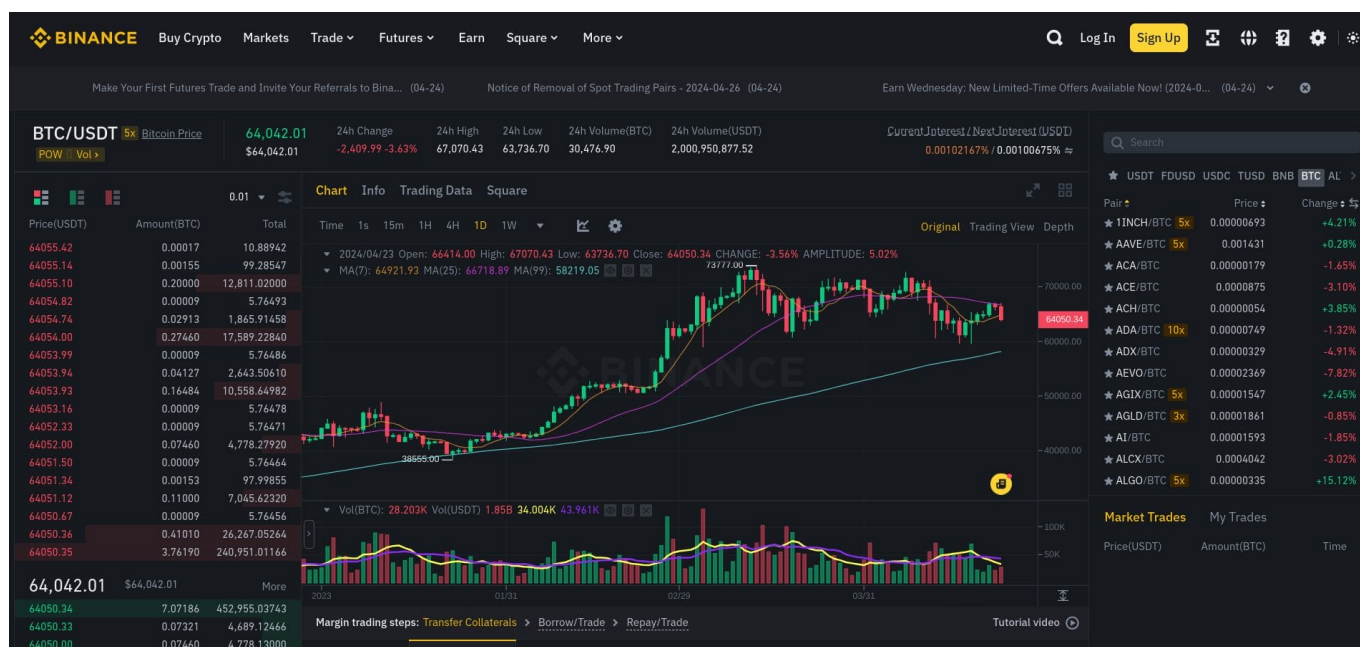 BINANCE Buy Crypto Markets Trade Futures Earn Square More Log In Sign Up
Make Your First Futures Trade and Invite Your Referrals to Bina... (04-24) Notice of Removal of Spot Trading Pairs - 2024-04-26 (04-24) Earn Wednesday: New Limited-Time Offers Available Now! (2024-0... (04-24)
BTC/USDT 5x Bitcoin Price
POW Vol
64,042.01
$64,042.01
24h Change
-2,409.99 -3.63%
24h High
67,070.43
24h Low
63,736.70
24h Volume(BTC)
30,476.90
24h Volume(USDT)
2,000,950,877.52
Current Interest / Next Interest (USDT)
0.00102167% / 0.00100675%
0.01
Price(USDT) Amount(BTC) Total
64055.42 0.00017 10.88942
64055.14 0.00155 99.28547
64055.10 0.20000 12,811.02000
64054.82 0.00009 5.76493
64054.74 0.02913 1,865.91458
64054.00 0.27460 17,589.22840
64053.99 0.00009 5.76486
64053.94 0.04127 2,643.50610
64053.93 0.16484 10,558.64982
64053.16 0.00009 5.76478
64052.33 0.00009 5.76471
64052.00 0.07460 4,778.27920
64051.50 0.00009 5.76464
64051.34 0.00153 97.99855
64051.12 0.11000 7,045.62320
64050.67 0.00009 5.76456
64050.36 0.41010 26,267.05264
64050.35 3.76190 240,951.01166
64,042.01 $64,042.01 More
64050.34 7.07186 452,955.03743
64050.33 0.07321 4,689.12466
64050.00 0.07460 4,778.13000
Chart Info Trading Data Square
Time 1s 15m 1H 4H 1D 1W Original Trading View Depth
2024/04/23 Open: 66414.00 High: 67070.43 Low: 63736.70 Close: 64050.34 CHANGE: -3.56% AMPLITUDE: 5.02%
MA(7): 64921.93 MA(25): 66718.89 MA(99): 58219.05
73777.00
70000.00
64050.34
60000.00
BINANCE
50000.00
40000.00
38555.00
Vol(BTC): 28.203K Vol(USDT) 1.85B 34.004K 43.961K
100K
50K
2023 01/31 02/29 03/31
Margin trading steps: Transfer Collaterals > Borrow/Trade > Repay/Trade Tutorial video
Search
USDT FDUSD USDC TUSD BNB BTC AL
Pair Price Change
1INCH/BTC 5x 0.00000693 +4.21%
AAVE/BTC 5x 0.001431 +0.28%
ACA/BTC 0.00000179 -1.65%
ACE/BTC 0.0000875 -3.10%
ACH/BTC 0.00000054 +3.85%
ADA/BTC 10x 0.00000749 -1.32%
ADX/BTC 0.00000329 -4.91%
AEVO/BTC 0.00002369 -7.82%
AGIX/BTC 5x 0.00001547 +2.45%
AGLD/BTC 3x 0.00001861 -0.85%
AI/BTC 0.00001593 -1.85%
ALCX/BTC 0.0004042 -3.02%
ALGO/BTC 5x 0.00000335 +15.12%
Market Trades My Trades
Price(USDT) Amount(BTC) Time